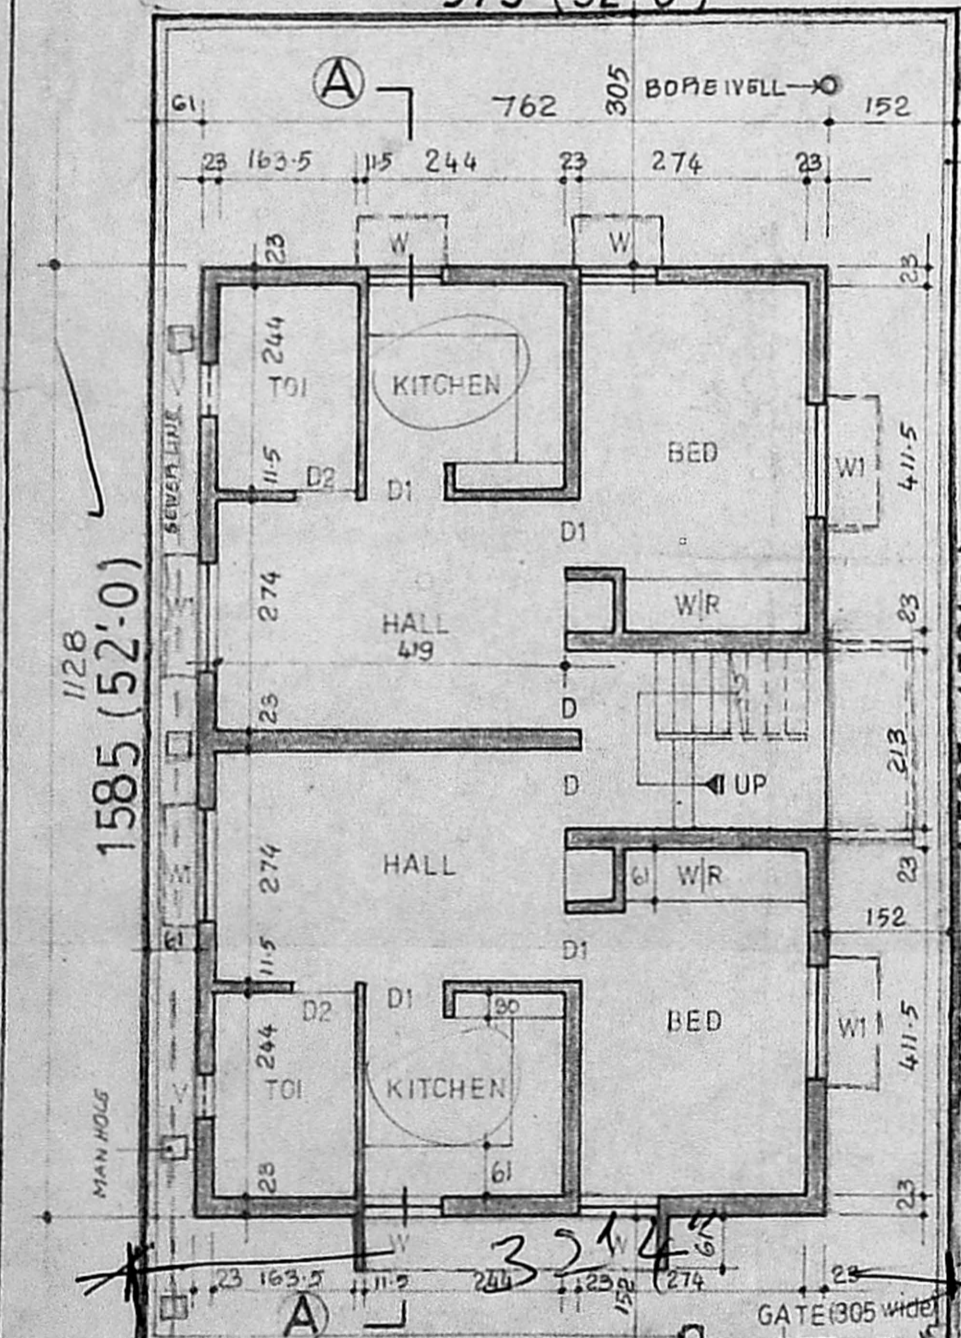 A
BOREWELL
61
762
305
152
23
163·5
11·5
244
23
274
23
W
W
23
23
244
TOI
KITCHEN
BED
W1
411·5
SEWER LINE
11·5
D2
D1
D1
274
HALL
419
W/R
23
1128
1585 (52'-0)
23
D
213
D
UP
HALL
274
61
W/R
23
61
152
11·5
D1
D2
D1
30
BED
W1
411·5
244
V
TOI
KITCHEN
MAN HOLE
61
23
23
W
W
3214
61
23
163·5
11·5
244
23
152
274
23
A
GATE (305 wide)